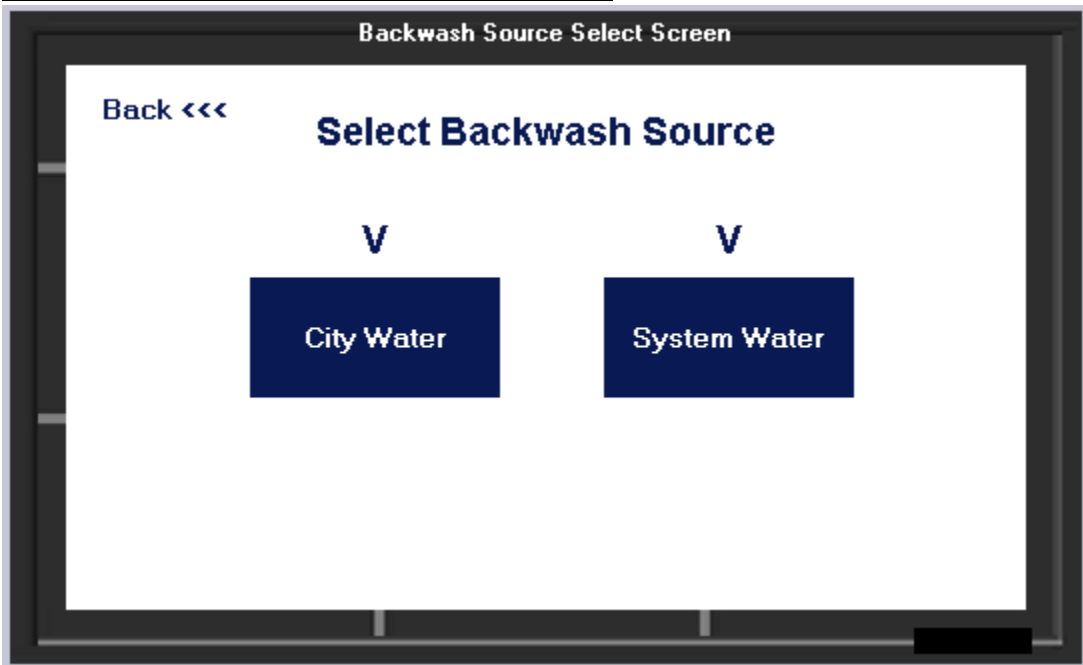 Backwash Source Select Screen
Back <<<
Select Backwash Source
V V
City Water System Water